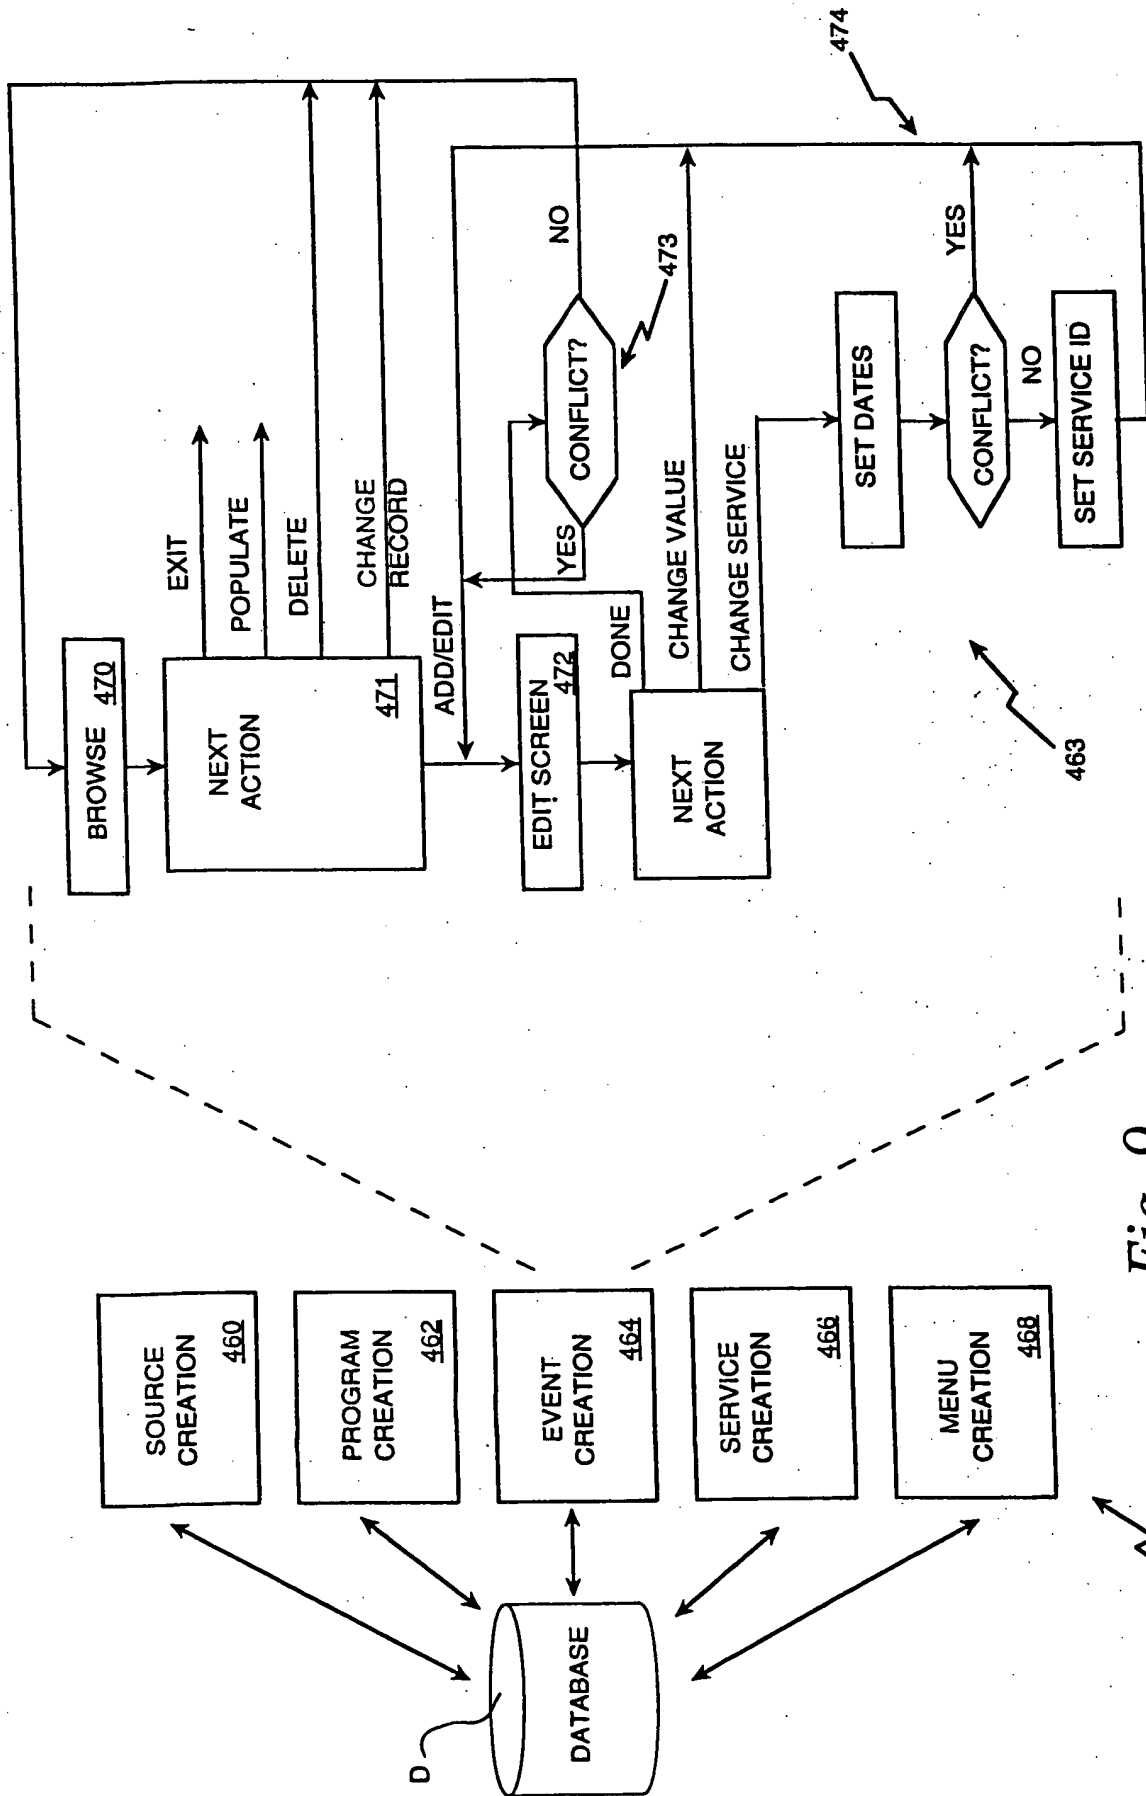 D
DATABASE
SOURCE
CREATION
460
PROGRAM
CREATION
462
EVENT
CREATION
464
SERVICE
CREATION
466
MENU
CREATION
468
BROWSE 470
NEXT
ACTION
471
EXIT
POPULATE
DELETE
CHANGE
RECORD
ADD/EDIT
EDIT SCREEN
472
NEXT
ACTION
DONE
YES
CONFLICT?
NO
473
CHANGE VALUE
CHANGE SERVICE
SET DATES
CONFLICT?
YES
NO
SET SERVICE ID
474
463
Fig. 9